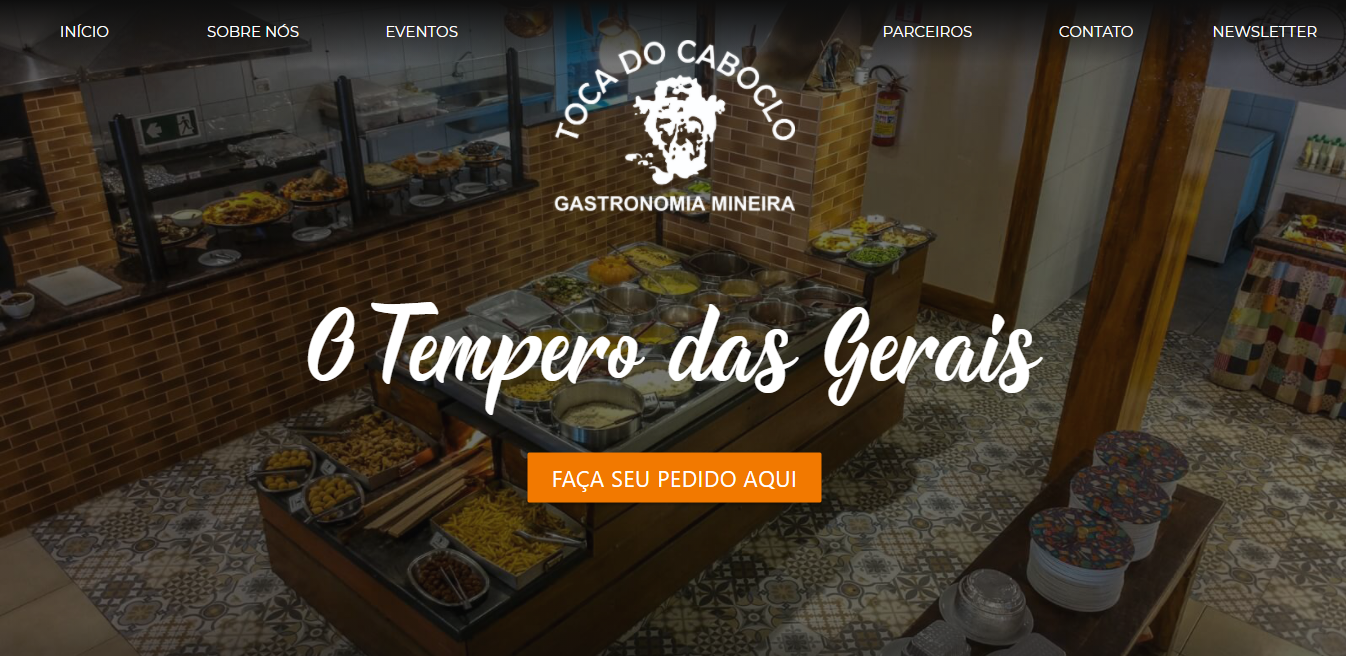 INÍCIO
SOBRE NÓS
EVENTOS
PARCEIROS
CONTATO
NEWSLETTER
TOCA DO CABOCLO
GASTRONOMIA MINEIRA
O Tempero das Gerais
FAÇA SEU PEDIDO AQUI